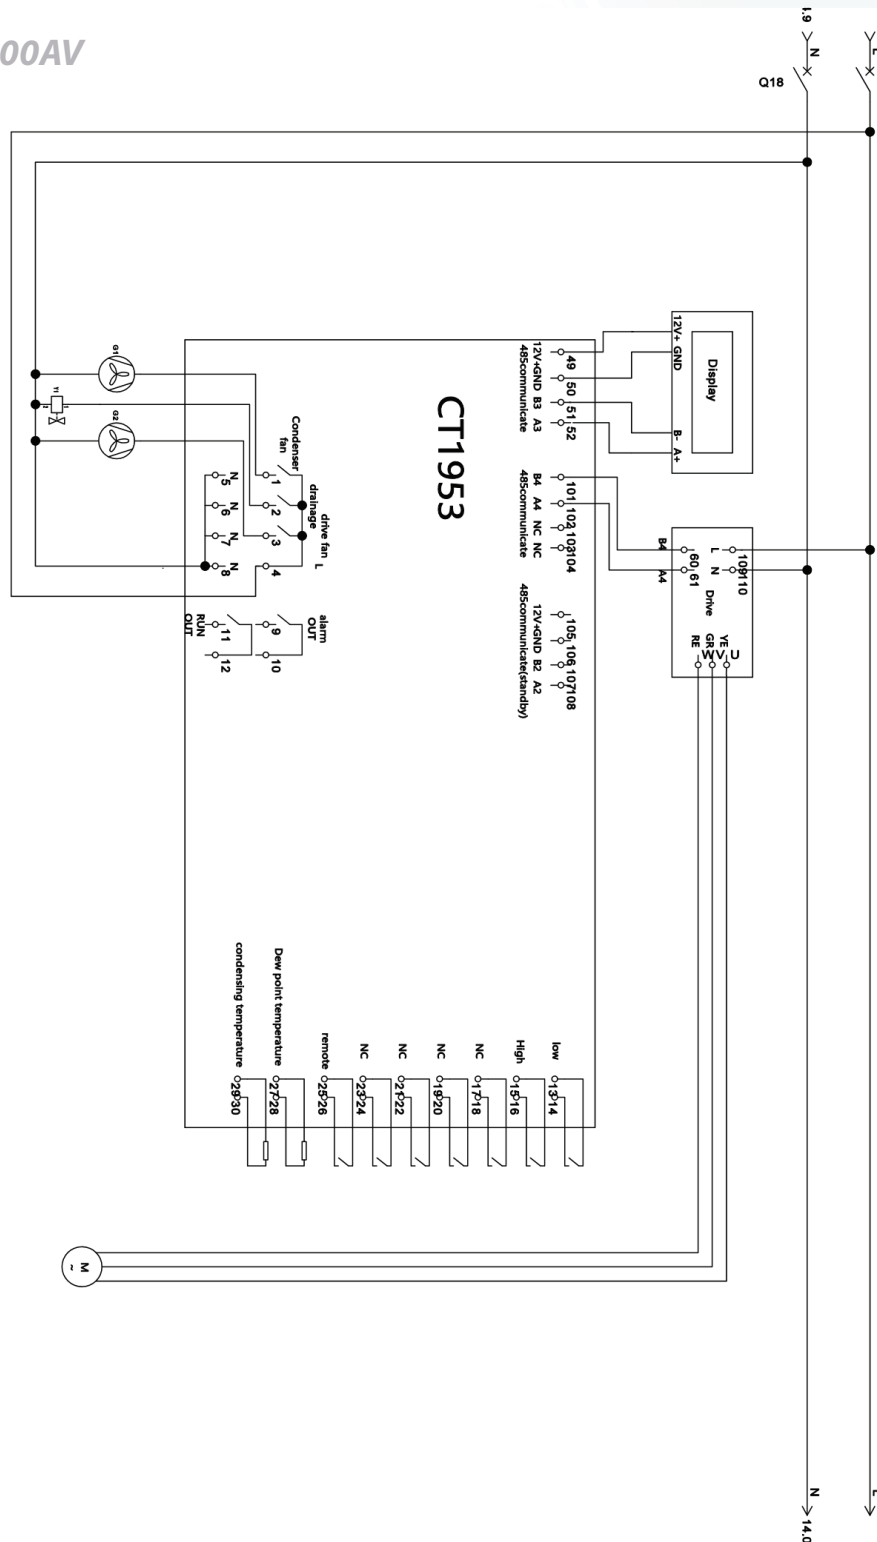 00AV
Q18
N
L
CT1953
12V+
GND
Display
B-
A+
12V+GND B3 A3
485communicate
49
50
51
52
B4 A4 NC NC
485communicate
101
102
103
104
12V+GND B2 A2
485communicate(standby)
105
106
107
108
B4
A4
60
61
L
N
109
110
Drive
YE
GR
RE
U
V
W
G1
Y1
G2
Condenser
fan
drainage
drive fan
L
1
2
3
4
N
N
N
N
5
6
7
8
alarm
OUT
9
10
RUN
OUT
11
12
condensing temperature
Dew point temperature
remote
NC
NC
NC
NC
High
low
29
30
27
28
25
26
23
24
21
22
19
20
17
18
15
16
13
14
M
~
N
14.0
L